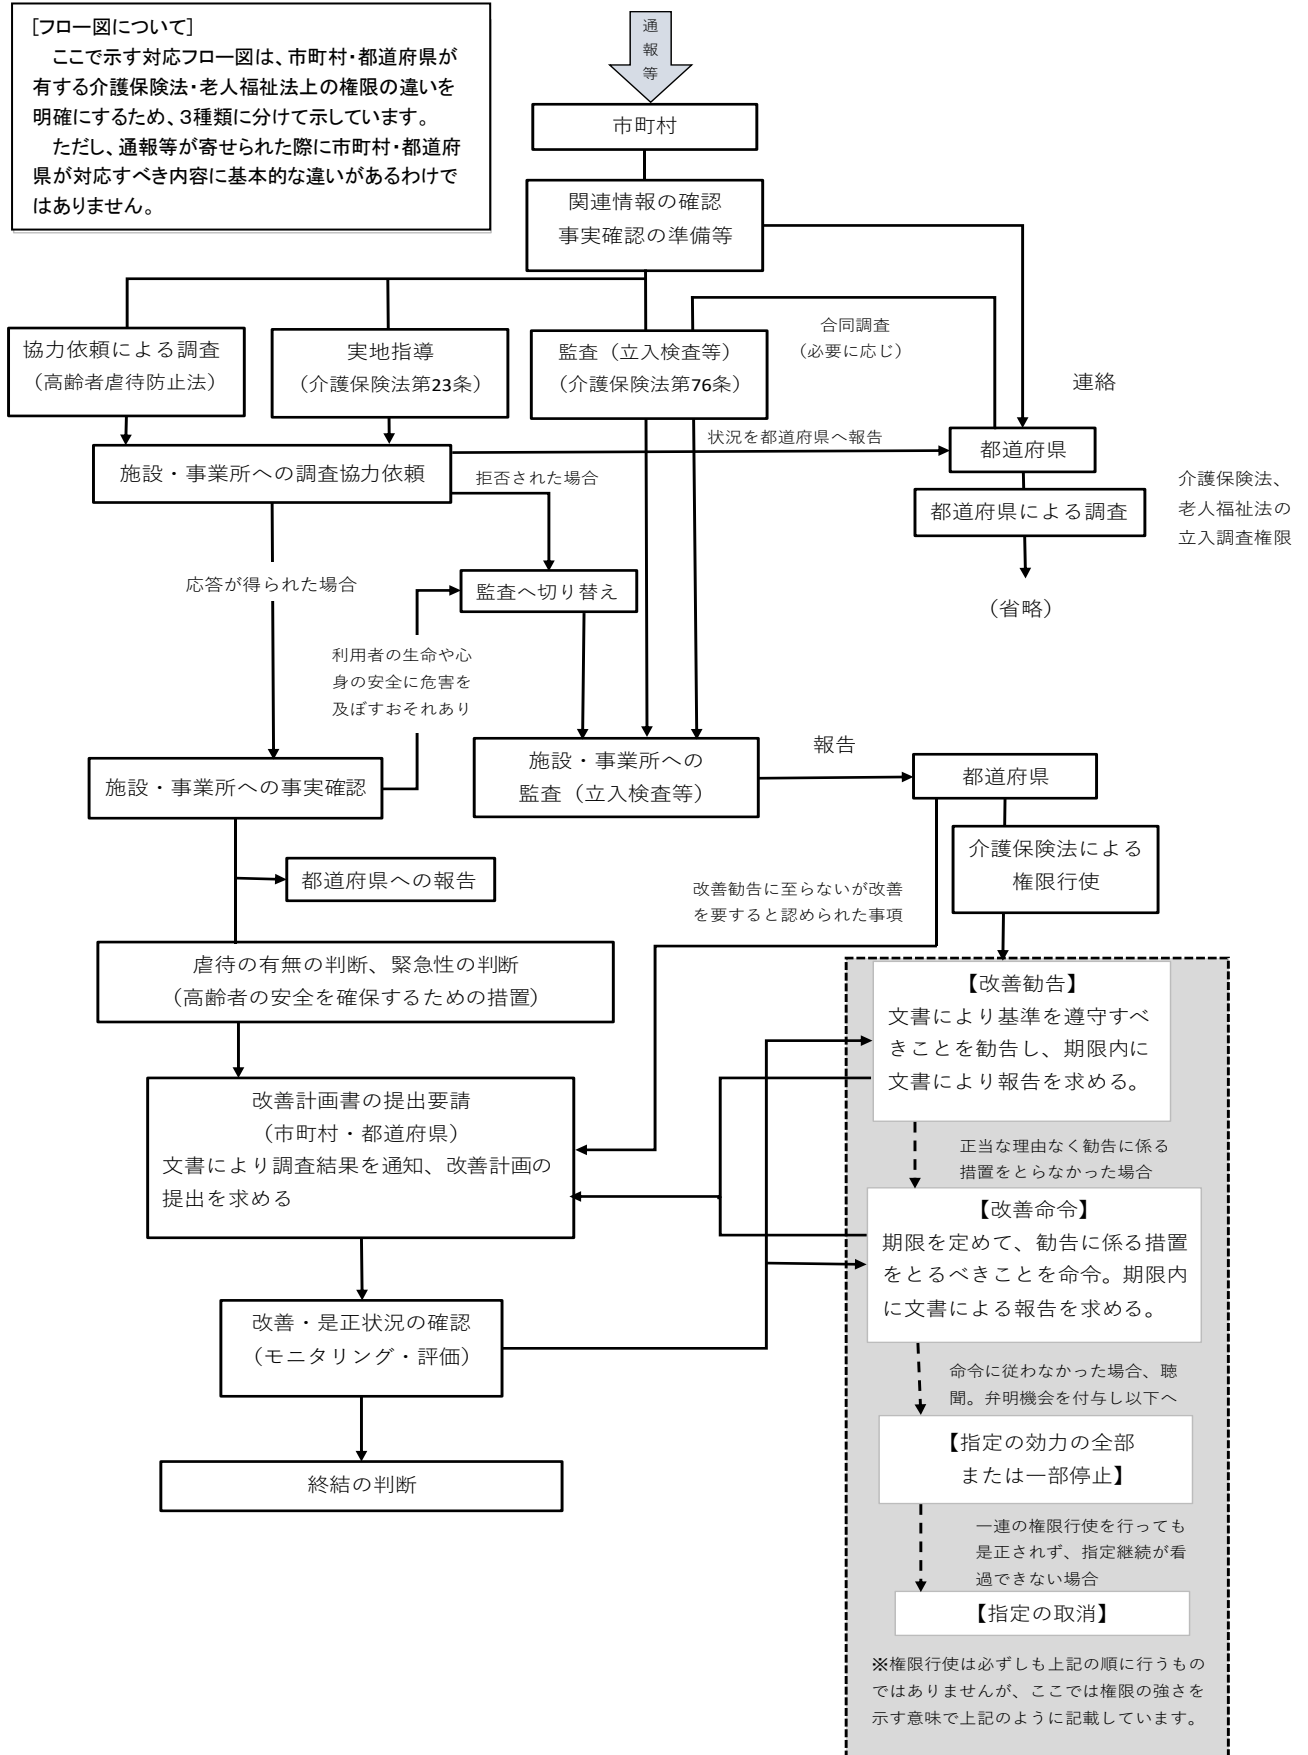 [フロー図について]
ここで示す対応フロー図は、市町村・都道府県が
有する介護保険法・老人福祉法上の権限の違いを
明確にするため、3種類に分けて示しています。
ただし、通報等が寄せられた際に市町村・都道府
県が対応すべき内容に基本的な違いがあるわけで
はありません。
通
報
等
市町村
関連情報の確認
事実確認の準備等
協力依頼による調査
（高齢者虐待防止法）
実地指導
（介護保険法第23条）
監査（立入検査等）
（介護保険法第76条）
合同調査
（必要に応じ）
連絡
状況を都道府県へ報告
都道府県
施設・事業所への調査協力依頼
拒否された場合
都道府県による調査
介護保険法、
老人福祉法の
立入調査権限
（省略）
応答が得られた場合
監査へ切り替え
利用者の生命や心
身の安全に危害を
及ぼすおそれあり
施設・事業所への事実確認
施設・事業所への
監査（立入検査等）
報告
都道府県
介護保険法による
権限行使
都道府県への報告
改善勧告に至らないが改善
を要すると認められた事項
虐待の有無の判断、緊急性の判断
（高齢者の安全を確保するための措置）
【改善勧告】
文書により基準を遵守すべ
きことを勧告し、期限内に
文書により報告を求める。
改善計画書の提出要請
（市町村・都道府県）
文書により調査結果を通知、改善計画の
提出を求める
正当な理由なく勧告に係る
措置をとらなかった場合
【改善命令】
期限を定めて、勧告に係る措置
をとるべきことを命令。期限内
に文書による報告を求める。
改善・是正状況の確認
（モニタリング・評価）
命令に従わなかった場合、聴
聞。弁明機会を付与し以下へ
【指定の効力の全部
または一部停止】
終結の判断
一連の権限行使を行っても
是正されず、指定継続が看
過できない場合
【指定の取消】
※権限行使は必ずしも上記の順に行うもの
ではありませんが、ここでは権限の強さを
示す意味で上記のように記載しています。